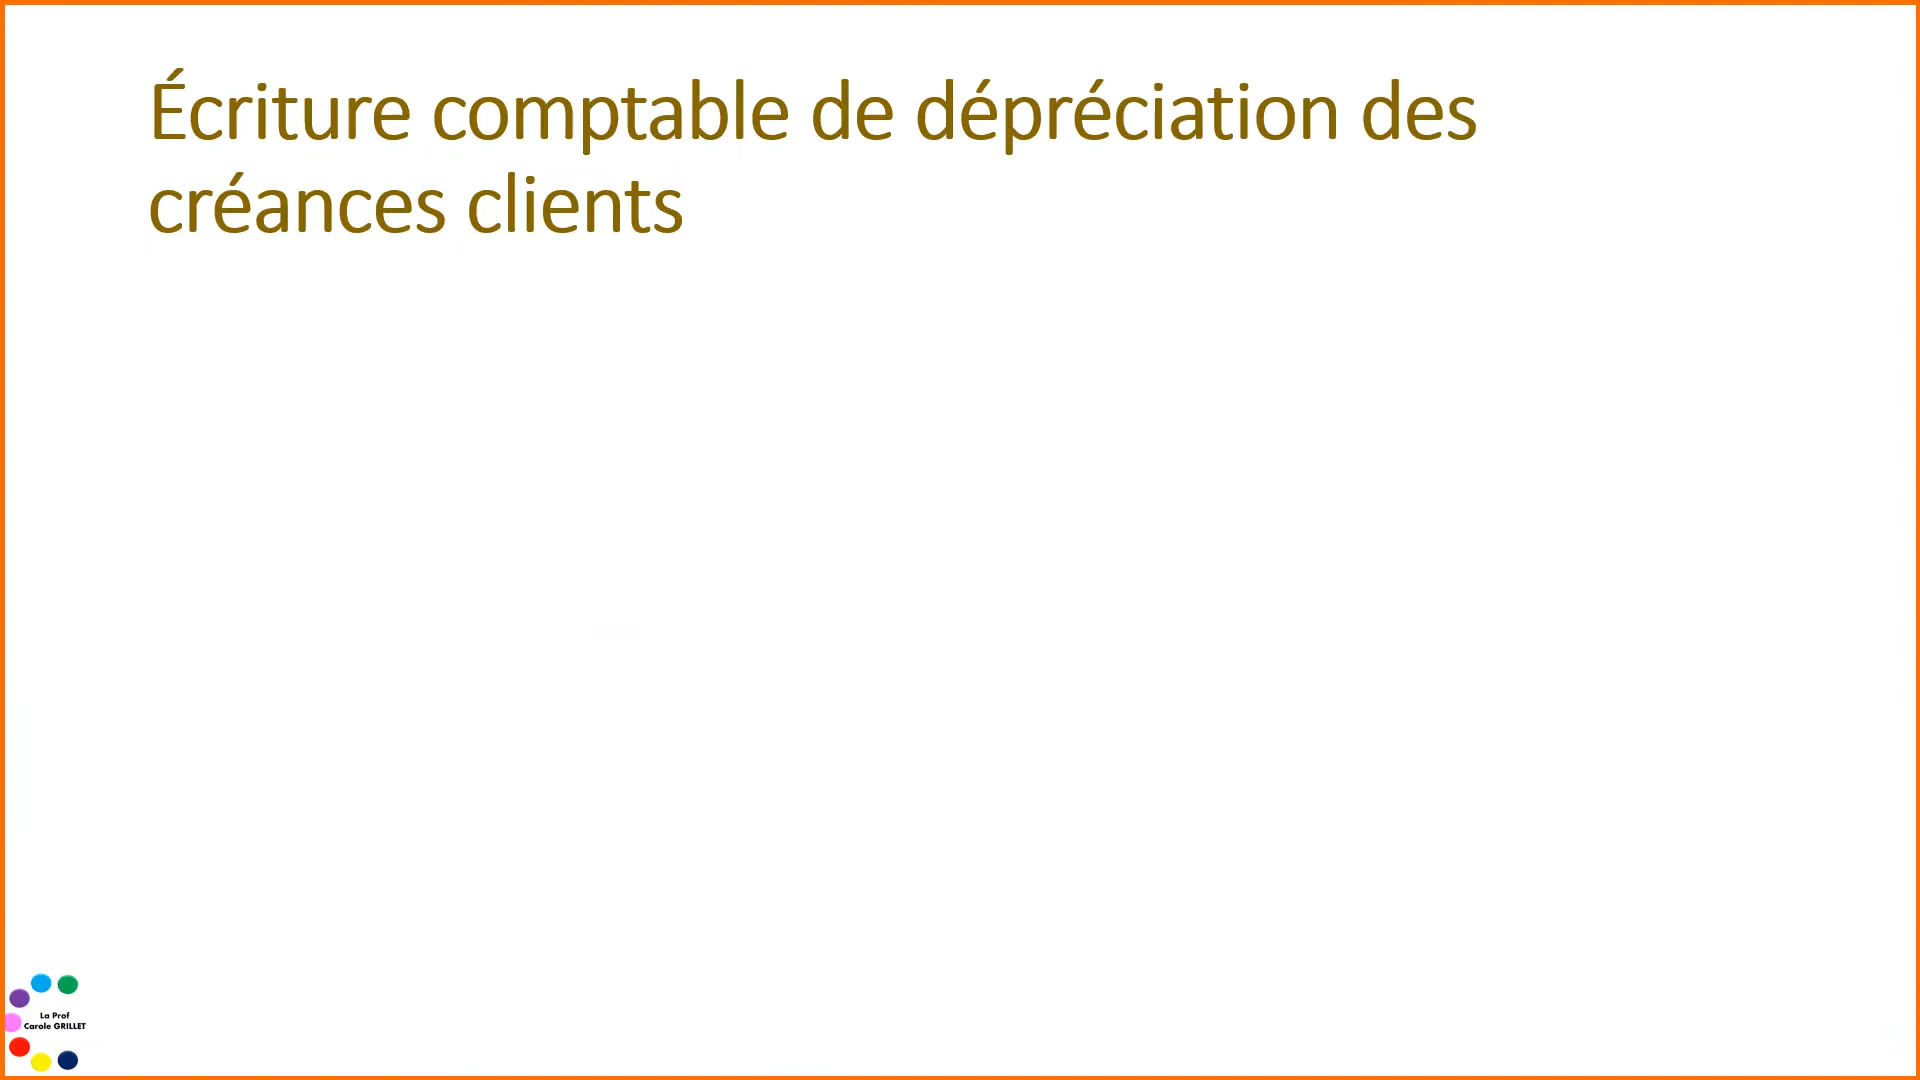 Écriture comptable de dépréciation des
créances clients
La Prof
Carole GRILLET